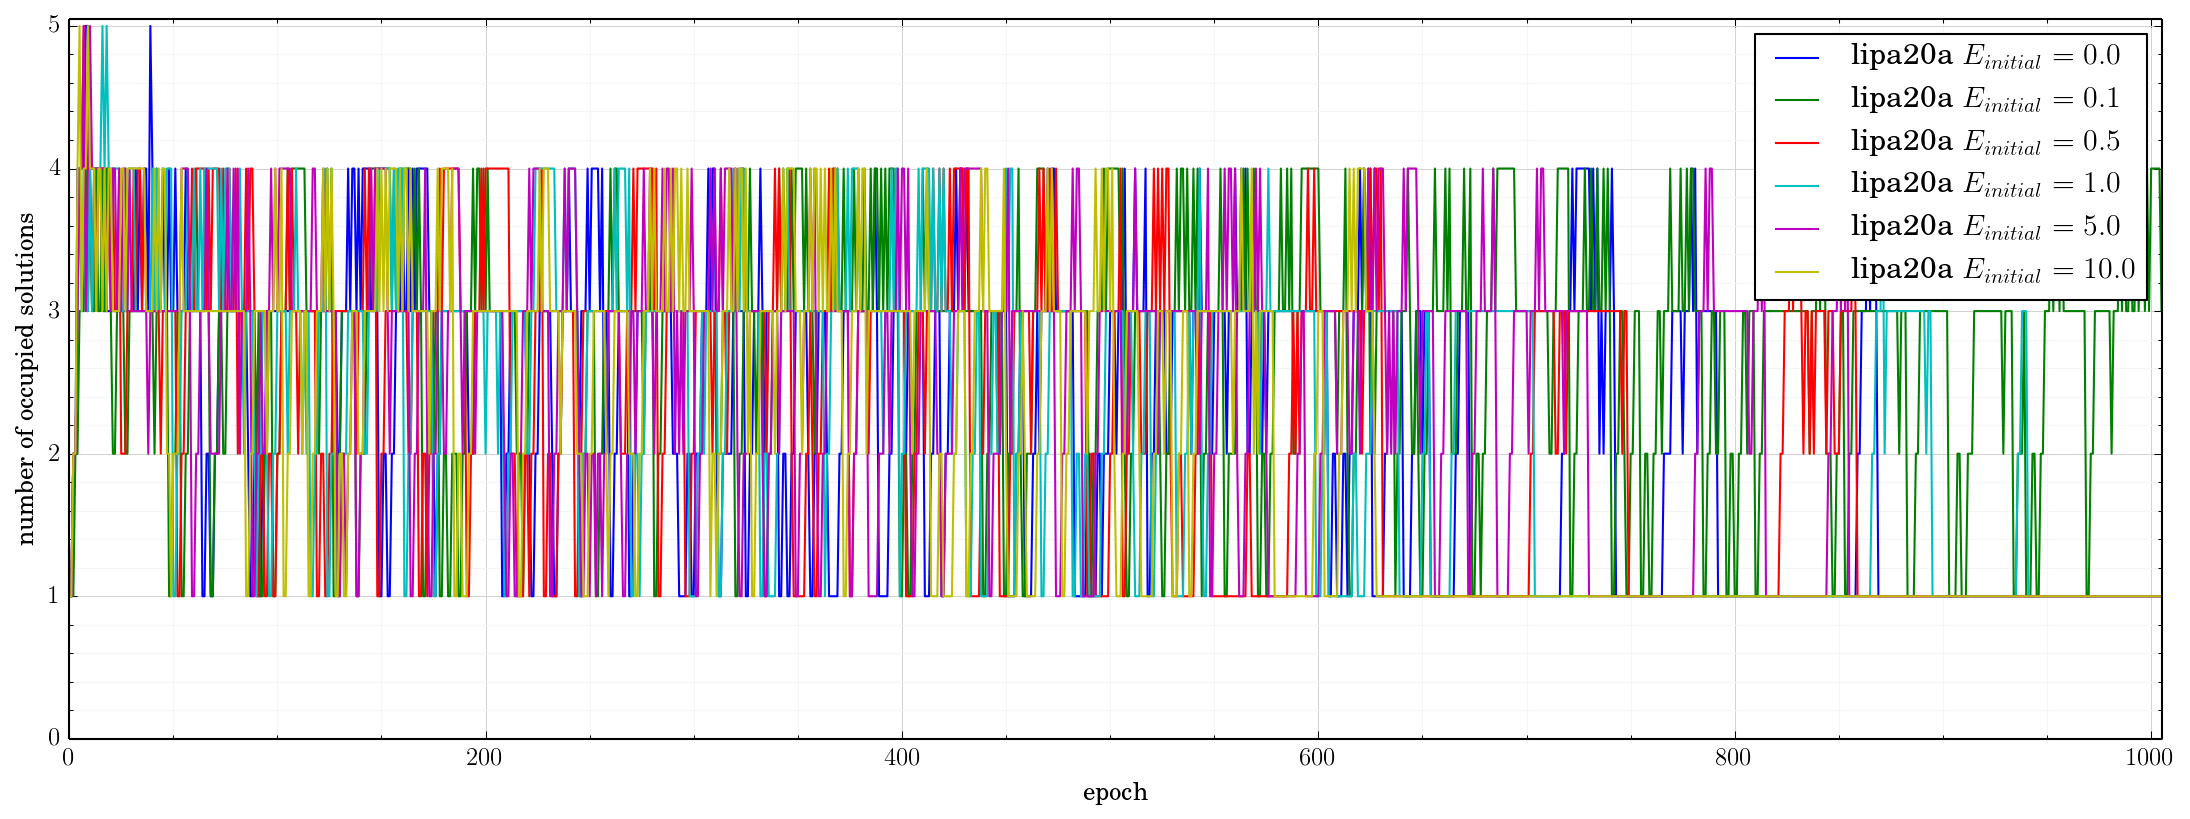 number of occupied solutions
5
4
3
2
1
0
0 200 400 600 800 1000
epoch
lipa20a E_initial = 0.0
lipa20a E_initial = 0.1
lipa20a E_initial = 0.5
lipa20a E_initial = 1.0
lipa20a E_initial = 5.0
lipa20a E_initial = 10.0